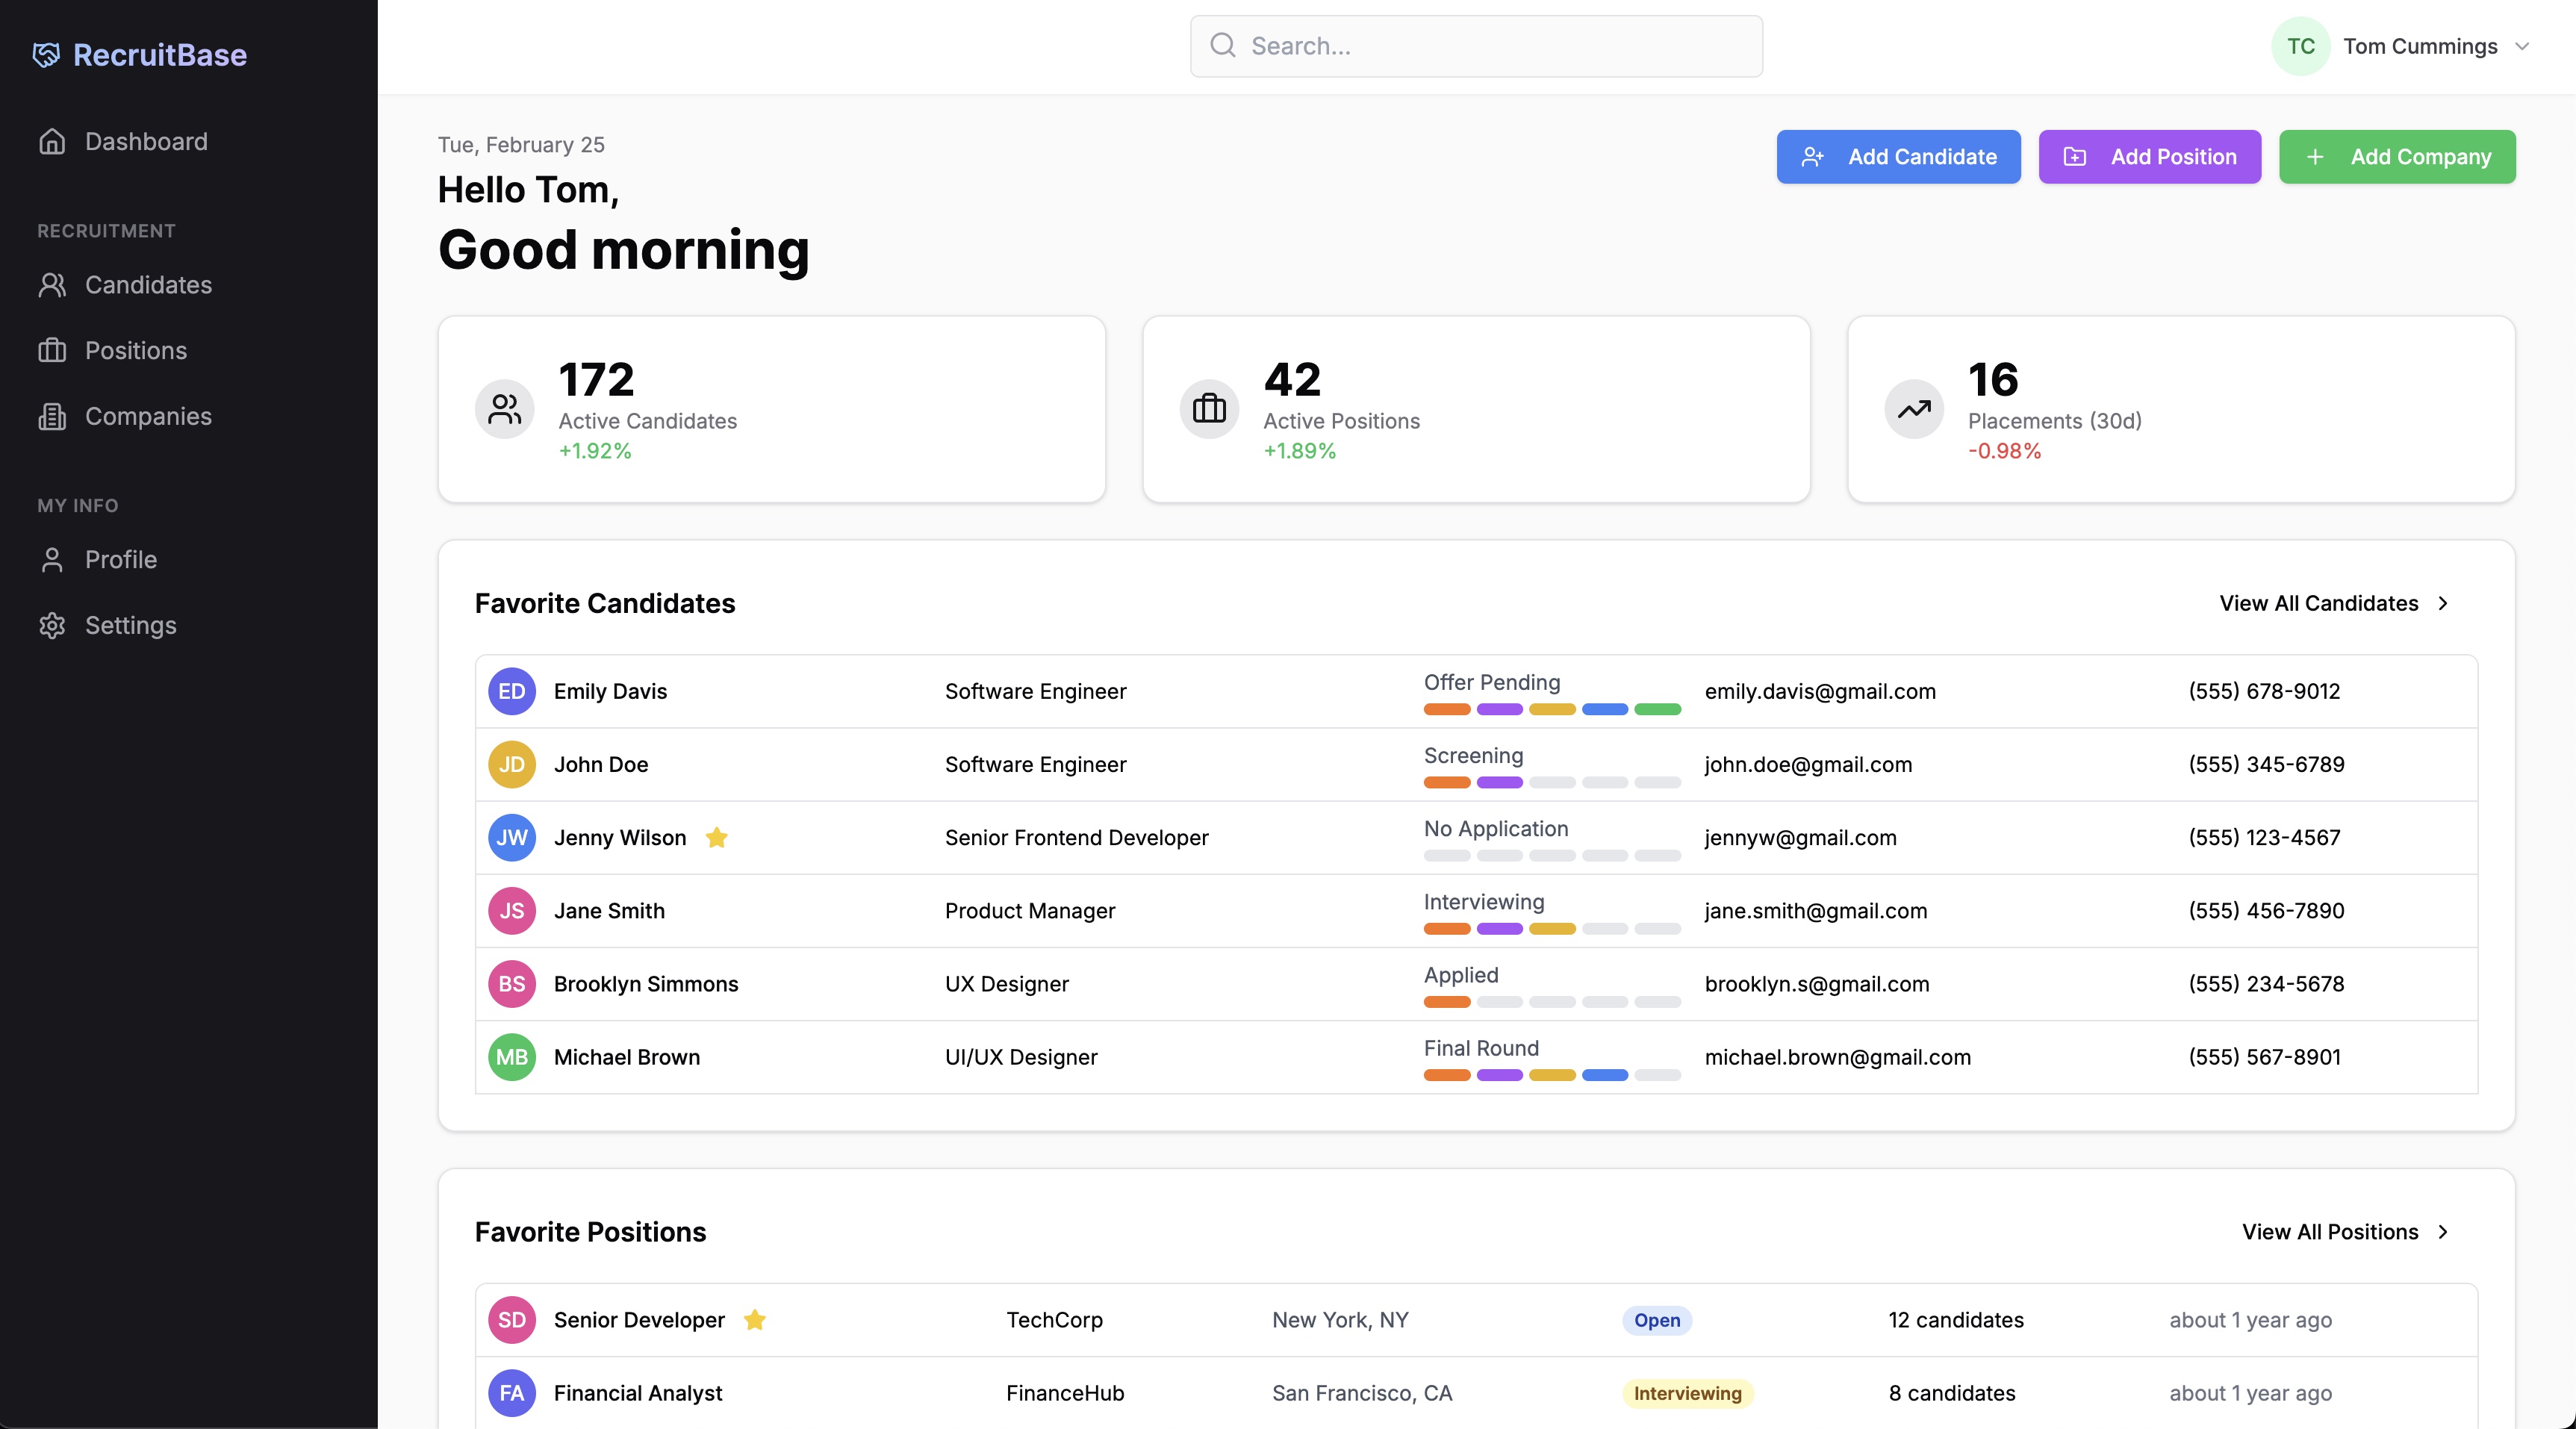 RecruitBase
Dashboard
RECRUITMENT
Candidates
Positions
Companies
MY INFO
Profile
Settings
Search...
TC Tom Cummings
Tue, February 25
Hello Tom,
Good morning
Add Candidate
Add Position
Add Company
172
Active Candidates
+1.92%
42
Active Positions
+1.89%
16
Placements (30d)
-0.98%
Favorite Candidates
View All Candidates
ED Emily Davis Software Engineer Offer Pending emily.davis@gmail.com (555) 678-9012
JD John Doe Software Engineer Screening john.doe@gmail.com (555) 345-6789
JW Jenny Wilson Senior Frontend Developer No Application jennyw@gmail.com (555) 123-4567
JS Jane Smith Product Manager Interviewing jane.smith@gmail.com (555) 456-7890
BS Brooklyn Simmons UX Designer Applied brooklyn.s@gmail.com (555) 234-5678
MB Michael Brown UI/UX Designer Final Round michael.brown@gmail.com (555) 567-8901
Favorite Positions
View All Positions
SD Senior Developer TechCorp New York, NY Open 12 candidates about 1 year ago
FA Financial Analyst FinanceHub San Francisco, CA Interviewing 8 candidates about 1 year ago